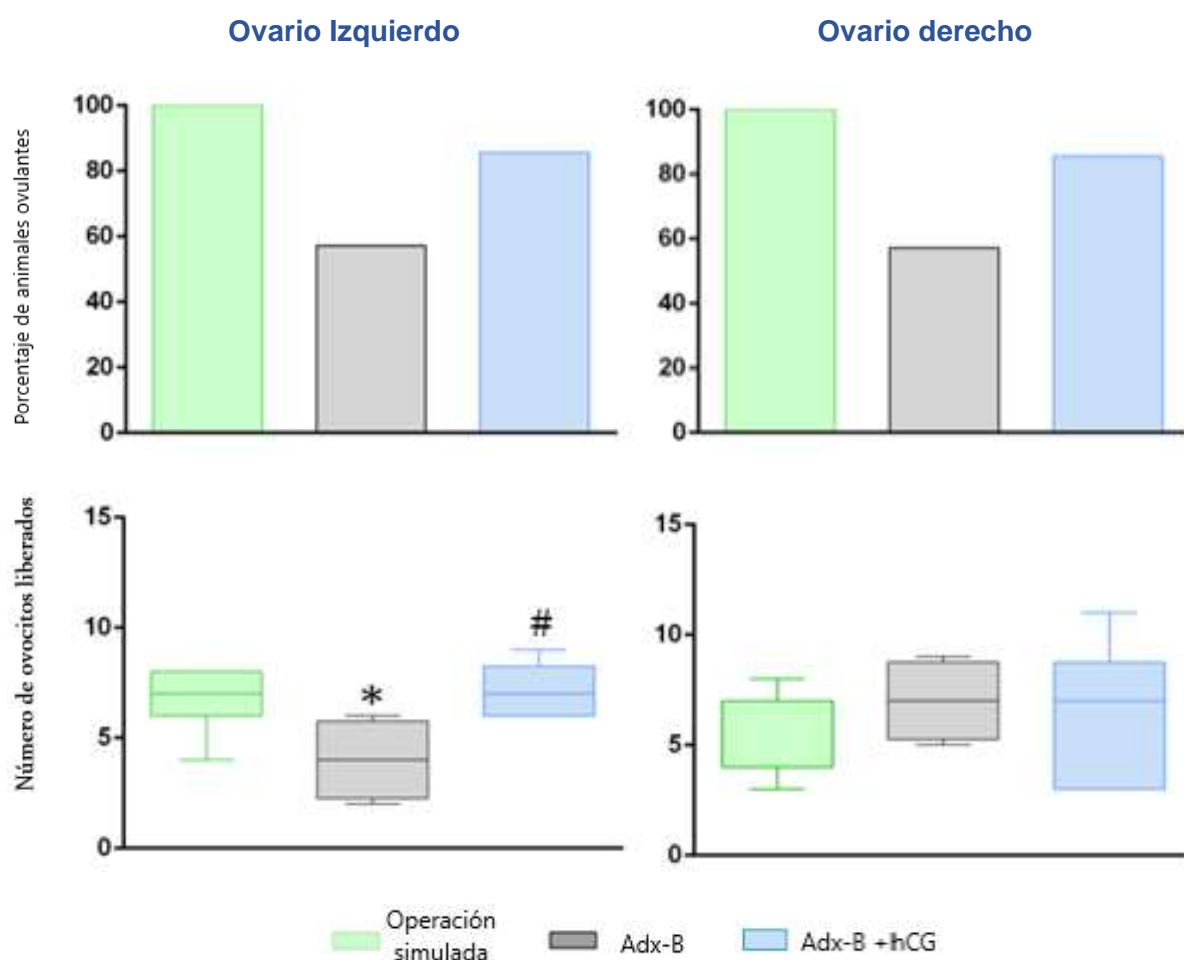 Ovario Izquierdo
Ovario derecho
Porcentaje de animales ovulantes
100
80
60
40
20
0
100
80
60
40
20
0
Número de ovocitos liberados
15
10
5
0
*
#
15
10
5
0
Operación
simulada
Adx-B
Adx-B +hCG